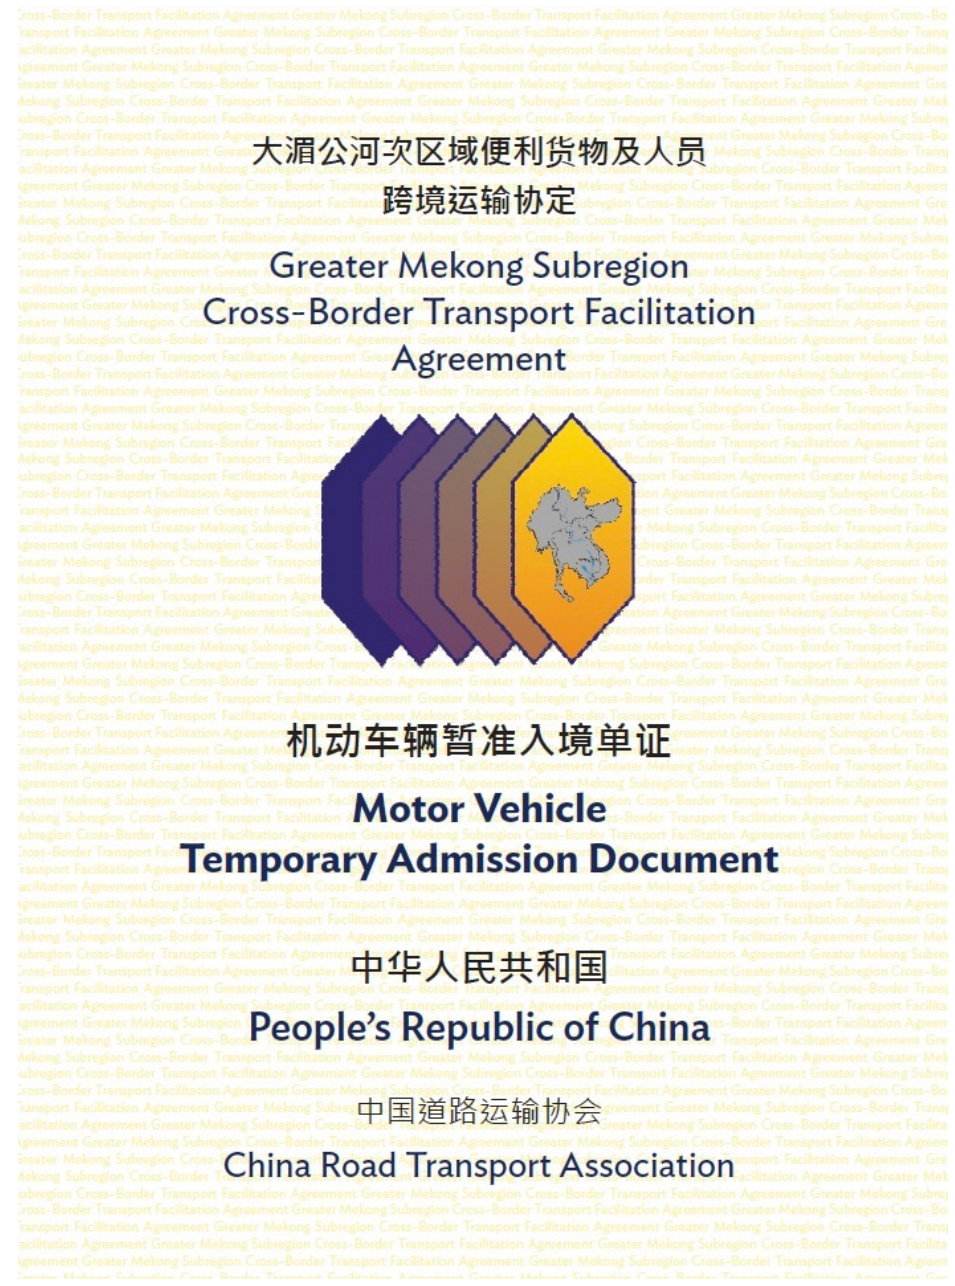 大湄公河次区域便利货物及人员
跨境运输协定
Greater Mekong Subregion
Cross-Border Transport Facilitation
Agreement
机动车辆暂准入境单证
Motor Vehicle
Temporary Admission Document
中华人民共和国
People's Republic of China
中国道路运输协会
China Road Transport Association